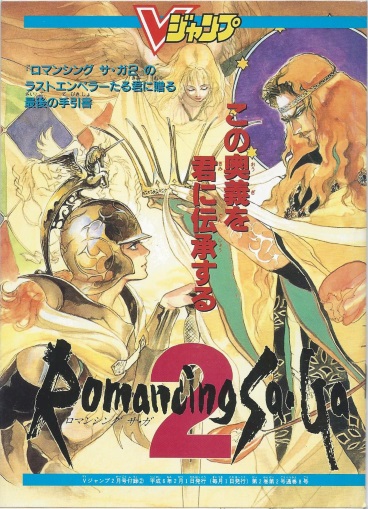 Vジャンプ
『ロマンシング サ・ガ2』の
ラストエンペラーたる君に贈る
最後の手引書
この奥義を
君に伝承する
2
Romancing Sa・Ga
ロマンシング サ・ガ
Vジャンプ2月号付録② 平成6年2月1日発行(毎月1日発行)第2巻第2号通巻8号